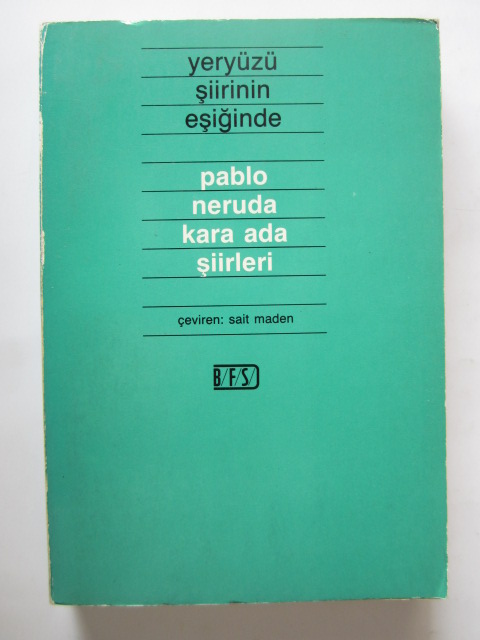 yeryüzü
şiirinin
eşiğinde
pablo
neruda
kara ada
şiirleri
çeviren: sait maden
B/F/S/